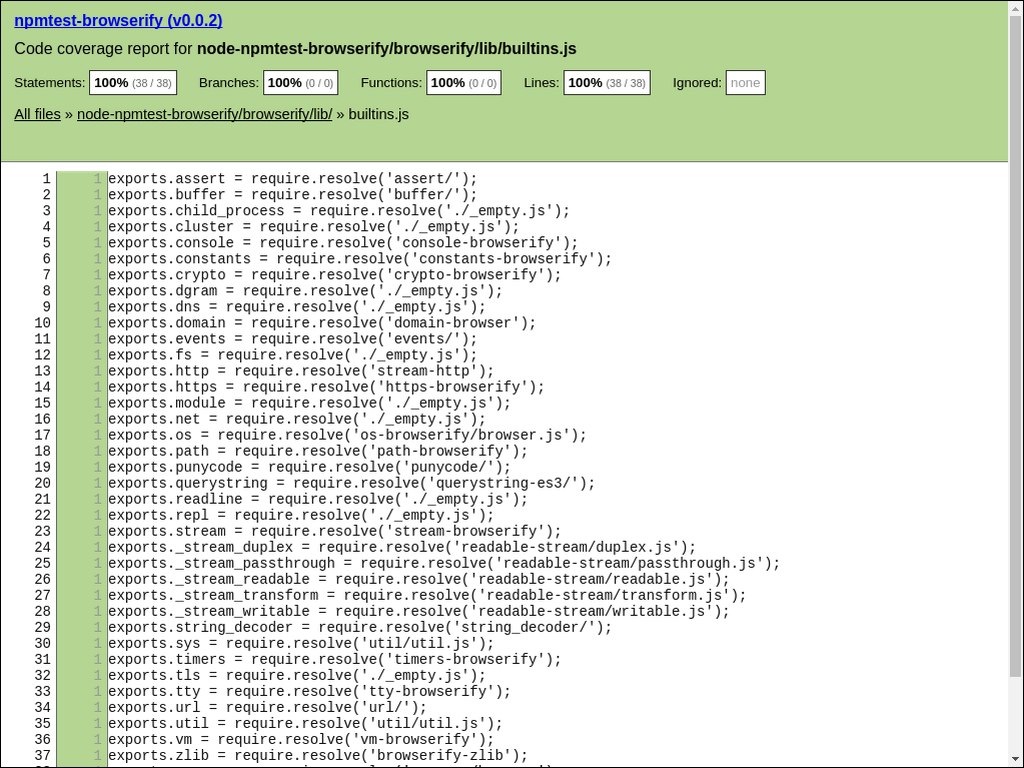 npmtest-browserify (v0.0.2)
Code coverage report for node-npmtest-browserify/browserify/lib/builtins.js
Statements: 100% (38 / 38) Branches: 100% (0 / 0) Functions: 100% (0 / 0) Lines: 100% (38 / 38) Ignored: none
All files » node-npmtest-browserify/browserify/lib/ » builtins.js
1 1 exports.assert = require.resolve('assert/');
2 1 exports.buffer = require.resolve('buffer/');
3 1 exports.child_process = require.resolve('./_empty.js');
4 1 exports.cluster = require.resolve('./_empty.js');
5 1 exports.console = require.resolve('console-browserify');
6 1 exports.constants = require.resolve('constants-browserify');
7 1 exports.crypto = require.resolve('crypto-browserify');
8 1 exports.dgram = require.resolve('./_empty.js');
9 1 exports.dns = require.resolve('./_empty.js');
10 1 exports.domain = require.resolve('domain-browser');
11 1 exports.events = require.resolve('events/');
12 1 exports.fs = require.resolve('./_empty.js');
13 1 exports.http = require.resolve('stream-http');
14 1 exports.https = require.resolve('https-browserify');
15 1 exports.module = require.resolve('./_empty.js');
16 1 exports.net = require.resolve('./_empty.js');
17 1 exports.os = require.resolve('os-browserify/browser.js');
18 1 exports.path = require.resolve('path-browserify');
19 1 exports.punycode = require.resolve('punycode/');
20 1 exports.querystring = require.resolve('querystring-es3/');
21 1 exports.readline = require.resolve('./_empty.js');
22 1 exports.repl = require.resolve('./_empty.js');
23 1 exports.stream = require.resolve('stream-browserify');
24 1 exports._stream_duplex = require.resolve('readable-stream/duplex.js');
25 1 exports._stream_passthrough = require.resolve('readable-stream/passthrough.js');
26 1 exports._stream_readable = require.resolve('readable-stream/readable.js');
27 1 exports._stream_transform = require.resolve('readable-stream/transform.js');
28 1 exports._stream_writable = require.resolve('readable-stream/writable.js');
29 1 exports.string_decoder = require.resolve('string_decoder/');
30 1 exports.sys = require.resolve('util/util.js');
31 1 exports.timers = require.resolve('timers-browserify');
32 1 exports.tls = require.resolve('./_empty.js');
33 1 exports.tty = require.resolve('tty-browserify');
34 1 exports.url = require.resolve('url/');
35 1 exports.util = require.resolve('util/util.js');
36 1 exports.vm = require.resolve('vm-browserify');
37 1 exports.zlib = require.resolve('browserify-zlib');